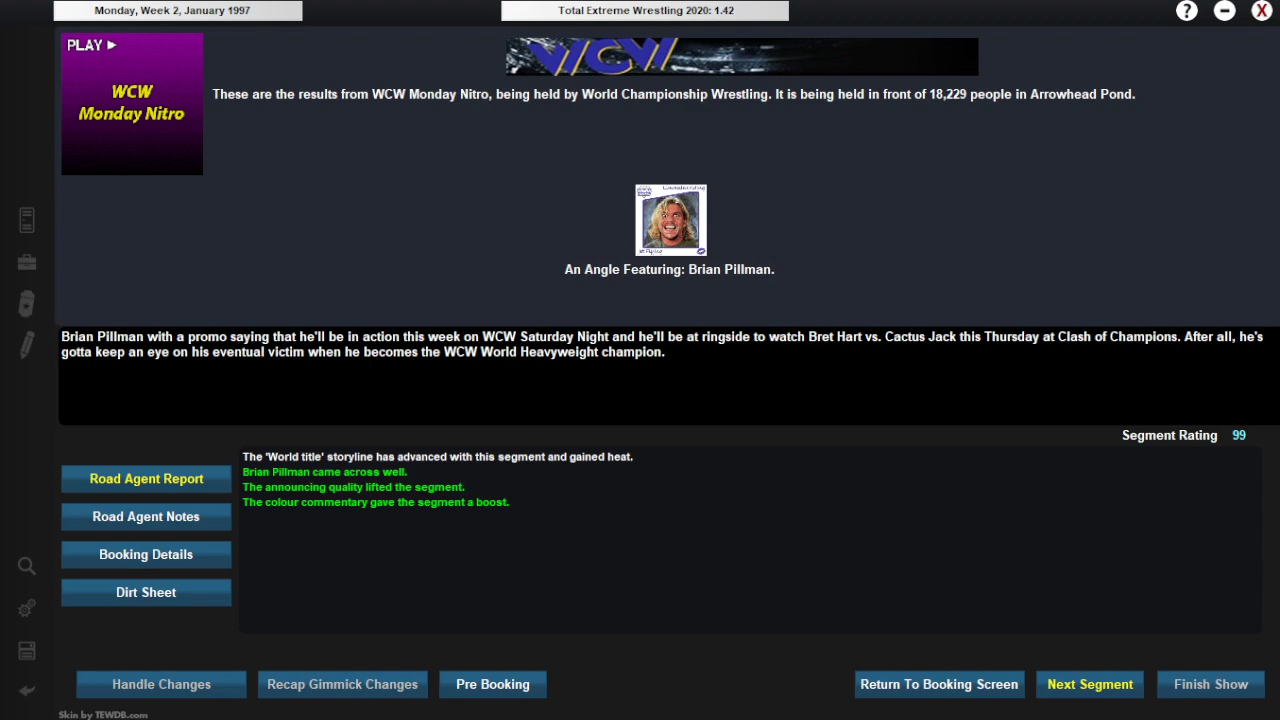 Monday, Week 2, January 1997
Total Extreme Wrestling 2020: 1.42
?
X
PLAY
WCW
Monday Nitro
WCW
These are the results from WCW Monday Nitro, being held by World Championship Wrestling. It is being held in front of 18,229 people in Arrowhead Pond.
An Angle Featuring: Brian Pillman.
Brian Pillman with a promo saying that he'll be in action this week on WCW Saturday Night and he'll be at ringside to watch Bret Hart vs. Cactus Jack this Thursday at Clash of Champions. After all, he's
gotta keep an eye on his eventual victim when he becomes the WCW World Heavyweight champion.
Segment Rating 99
The 'World title' storyline has advanced with this segment and gained heat.
Brian Pillman came across well.
The announcing quality lifted the segment.
The colour commentary gave the segment a boost.
Road Agent Report
Road Agent Notes
Booking Details
Dirt Sheet
Handle Changes
Recap Gimmick Changes
Pre Booking
Return To Booking Screen
Next Segment
Finish Show
Skin by TEWDB.com